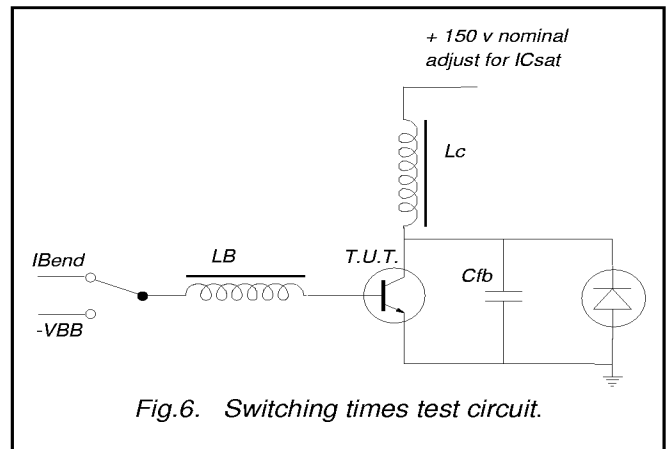 + 150 v nominal
adjust for ICsat
Lc
IBend
LB
T.U.T.
Cfb
-VBB
Fig.6. Switching times test circuit.